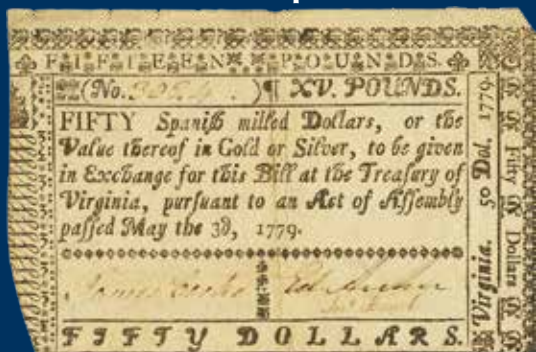 FIFTEEN POUNDS.
(No. ) XV. POUNDS.
FIFTY Spaniſh milled Dollars, or the
Value thereof in Gold or Silver, to be given
in Exchange for this Bill at the Treaſury of
Virginia, purſuant to an Act of Aſſembly
paſſed May the 3d, 1779.
FIFTY DOLLARS.
Virginia. 50 Dol. 1779.
Fifty Dollars